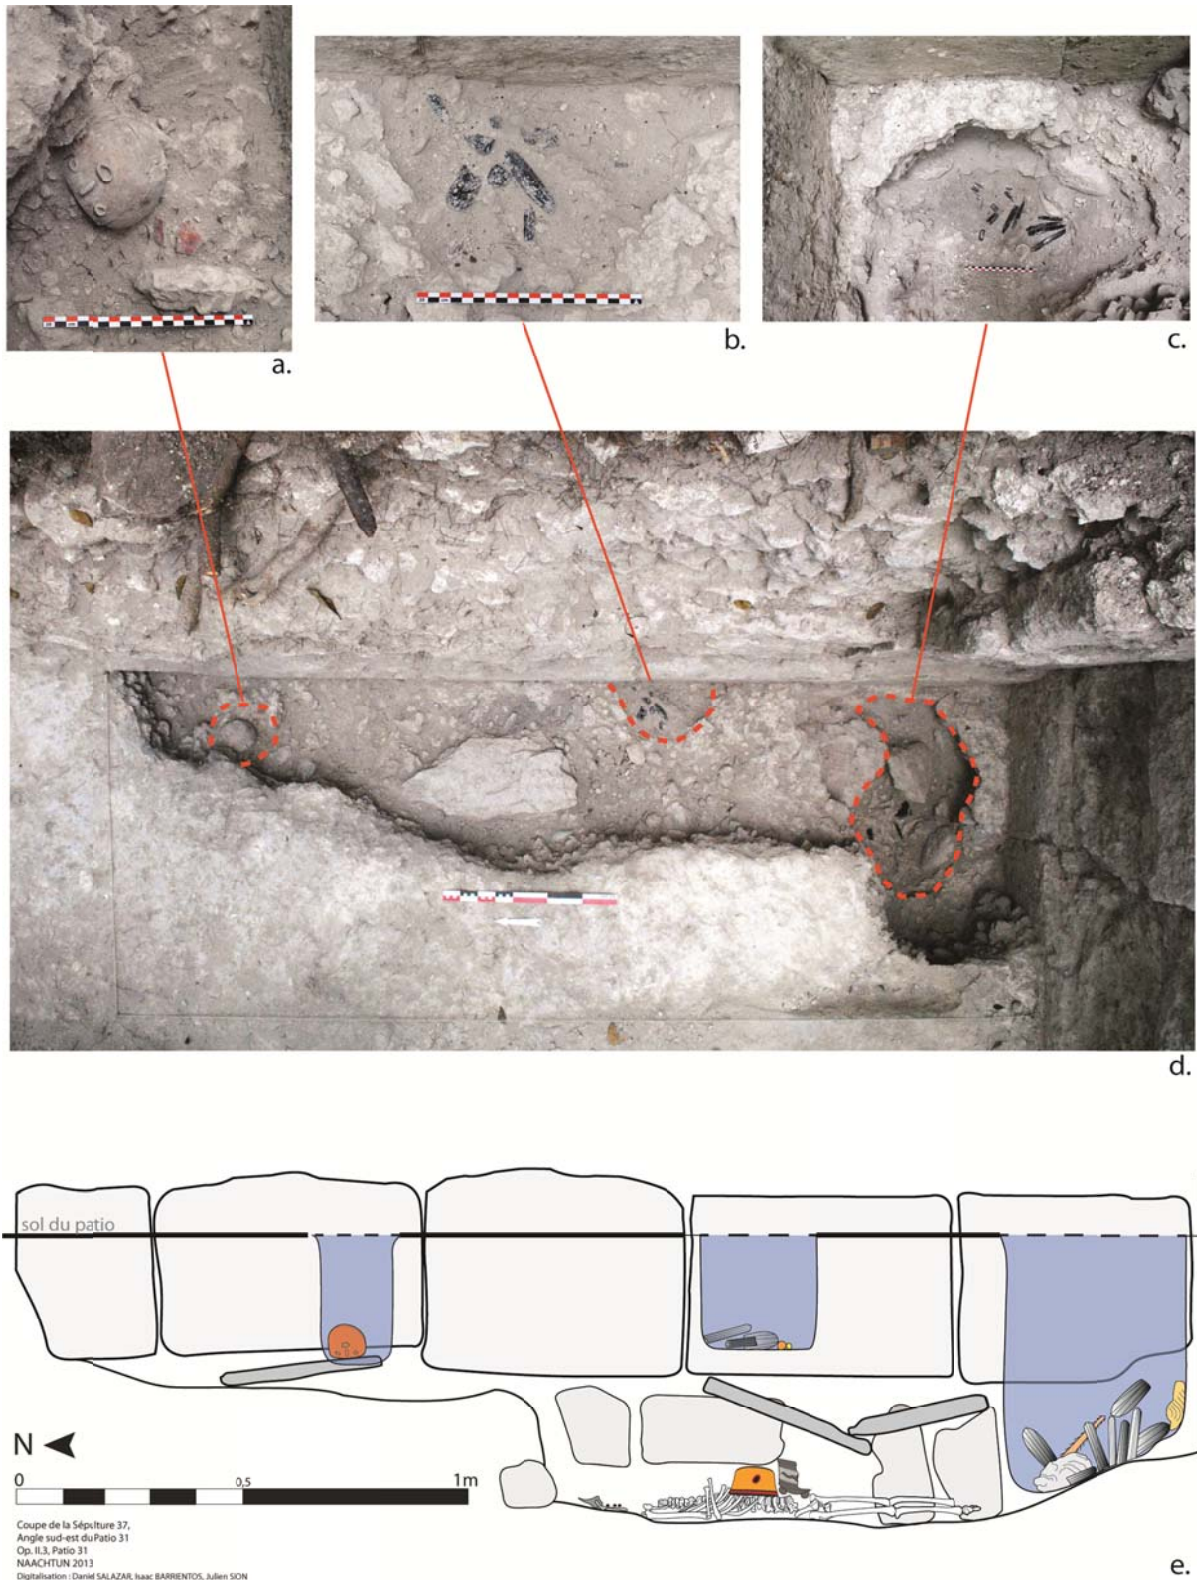 a.
b.
c.
d.
sol du patio
N
0
0,5
1m
Coupe de la Sépulture 37,
Angle sud-est du Patio 31
Op. II.3, Patio 31
NAACHTUN 2013
Digitalisation : Daniel SALAZAR, Isaac BARRIENTOS, Julien SION
e.